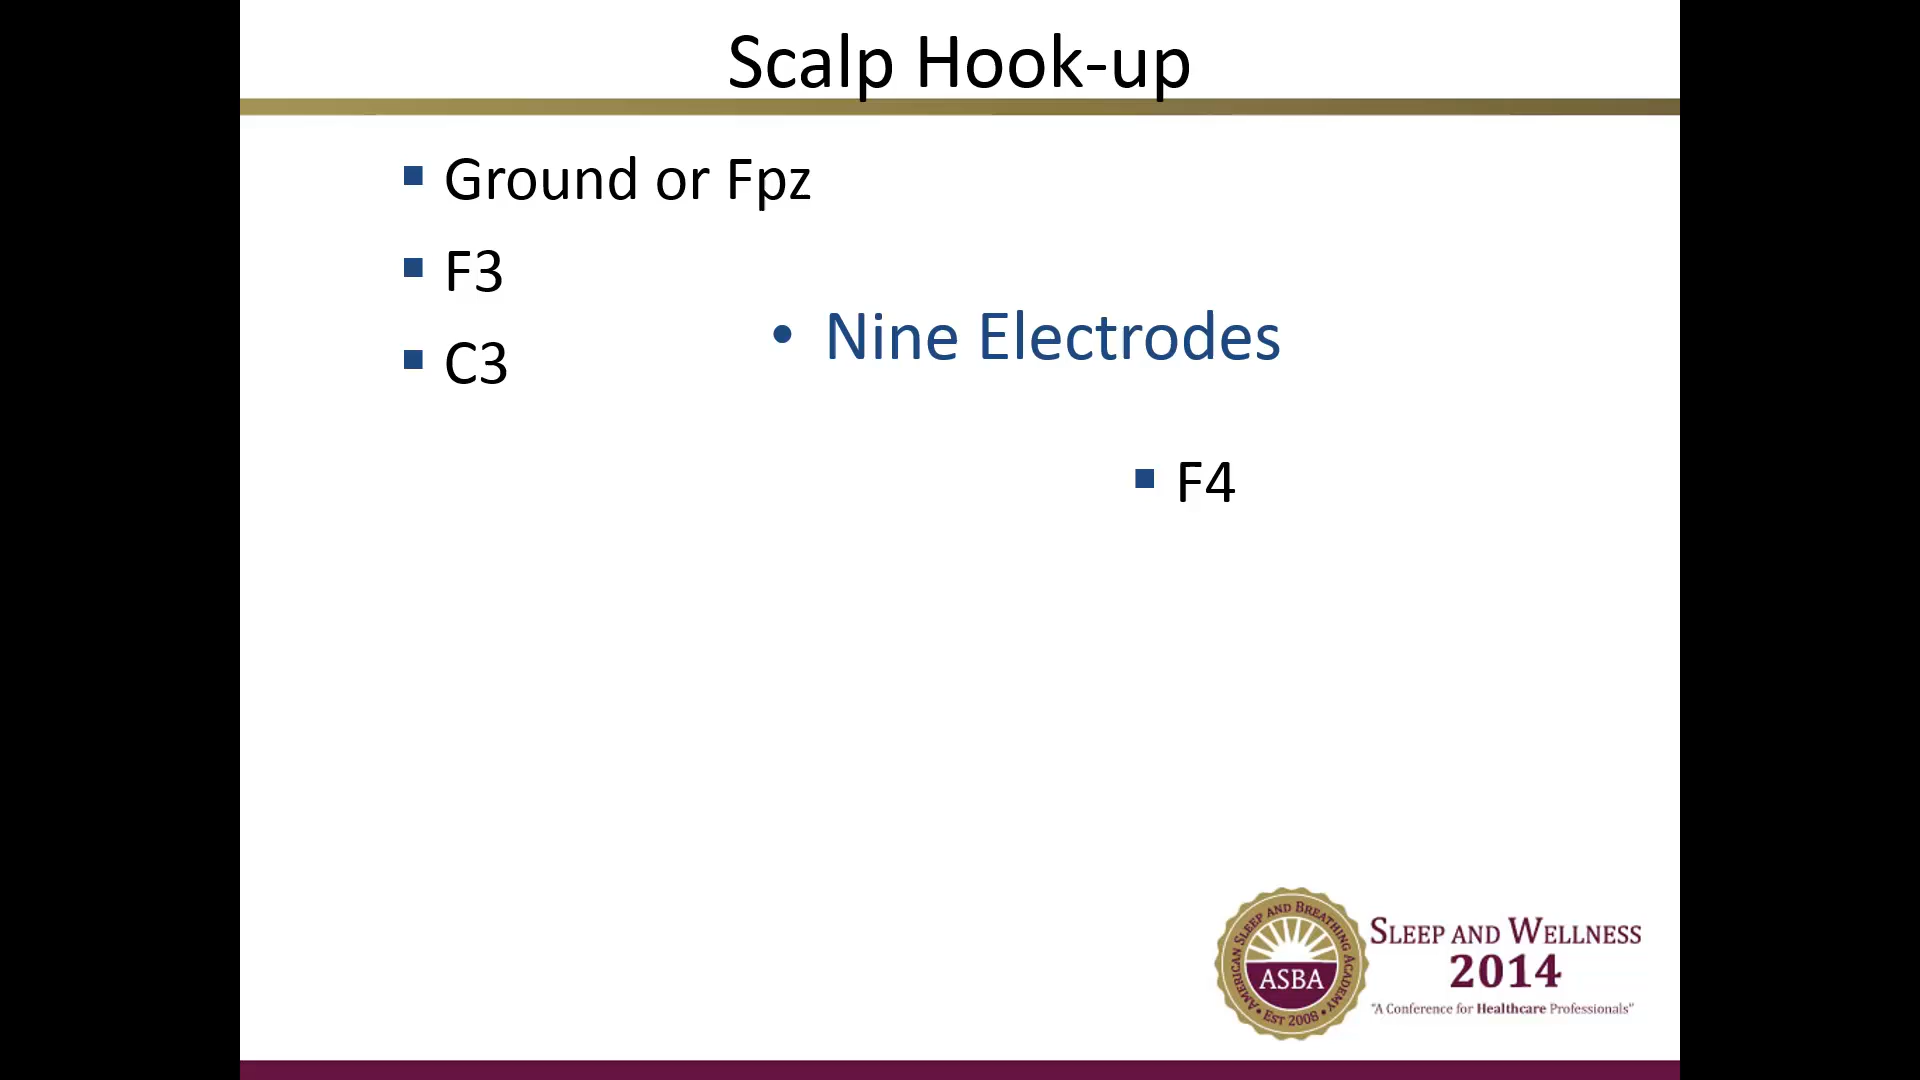 Scalp Hook-up
Ground or Fpz
F3
C3
Nine Electrodes
F4
AMERICAN SLEEP AND BREATHING ACADEMY
ASBA
EST 2008
SLEEP AND WELLNESS
2014
"A Conference for Healthcare Professionals"